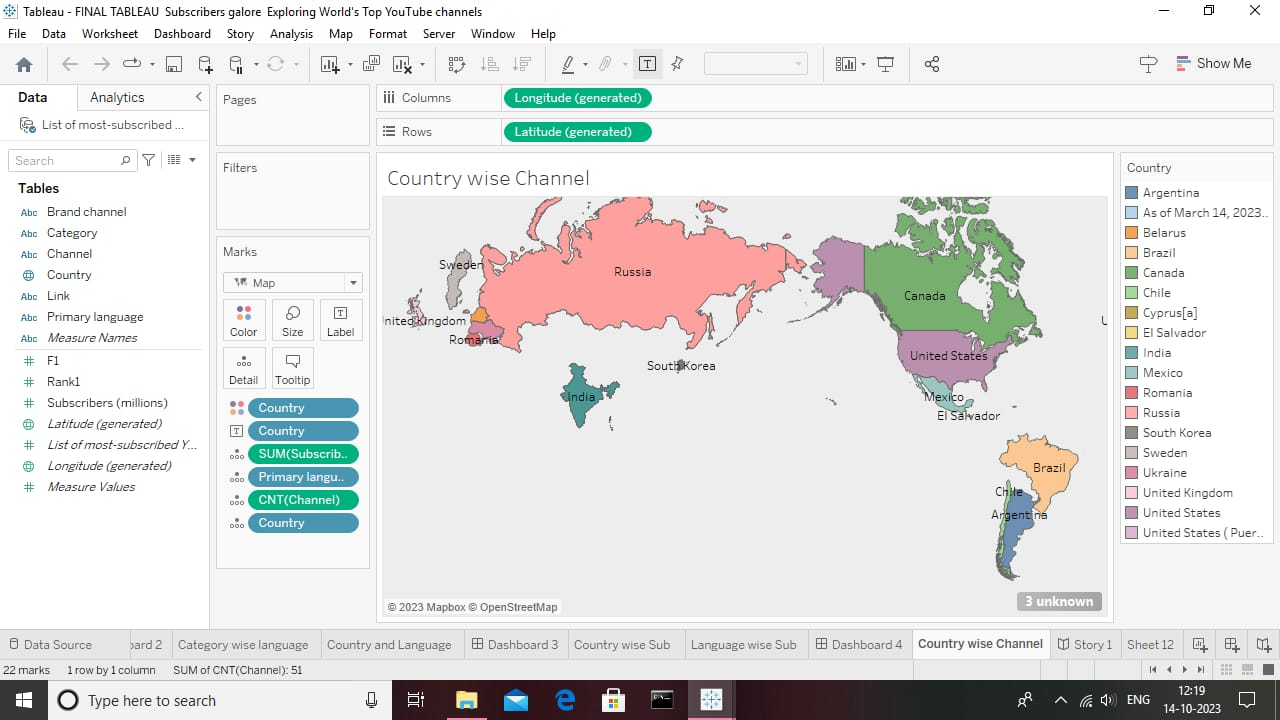 Tableau - FINAL TABLEAU  Subscribers galore  Exploring World's Top YouTube channels
File Data Worksheet Dashboard Story Analysis Map Format Server Window Help
Show Me
Data Analytics
List of most-subscribed ...
Search
Tables
Abc Brand channel
Abc Category
Abc Channel
Country
Abc Link
Abc Primary language
Abc Measure Names
F1
Rank1
Subscribers (millions)
Latitude (generated)
List of most-subscribed Y...
Longitude (generated)
Measure Values
Pages
Filters
Marks
Map
Color Size Label
Detail Tooltip
Country
Country
SUM(Subscrib..
Primary langu..
CNT(Channel)
Country
Columns Longitude (generated)
Rows Latitude (generated)
Country wise Channel
Sweden
Russia
Canada
United Kingdom
Romania
United States
South Korea
India
Mexico
El Salvador
Brazil
Chile
Argentina
© 2023 Mapbox © OpenStreetMap
3 unknown
Country
Argentina
As of March 14, 2023..
Belarus
Brazil
Canada
Chile
Cyprus[a]
El Salvador
India
Mexico
Romania
Russia
South Korea
Sweden
Ukraine
United Kingdom
United States
United States ( Puer..
Data Source oard 2 Category wise language Country and Language Dashboard 3 Country wise Sub Language wise Sub Dashboard 4 Country wise Channel Story 1 Sheet 12
22 marks 1 row by 1 column SUM of CNT(Channel): 51
Type here to search
ENG
12:19
14-10-2023